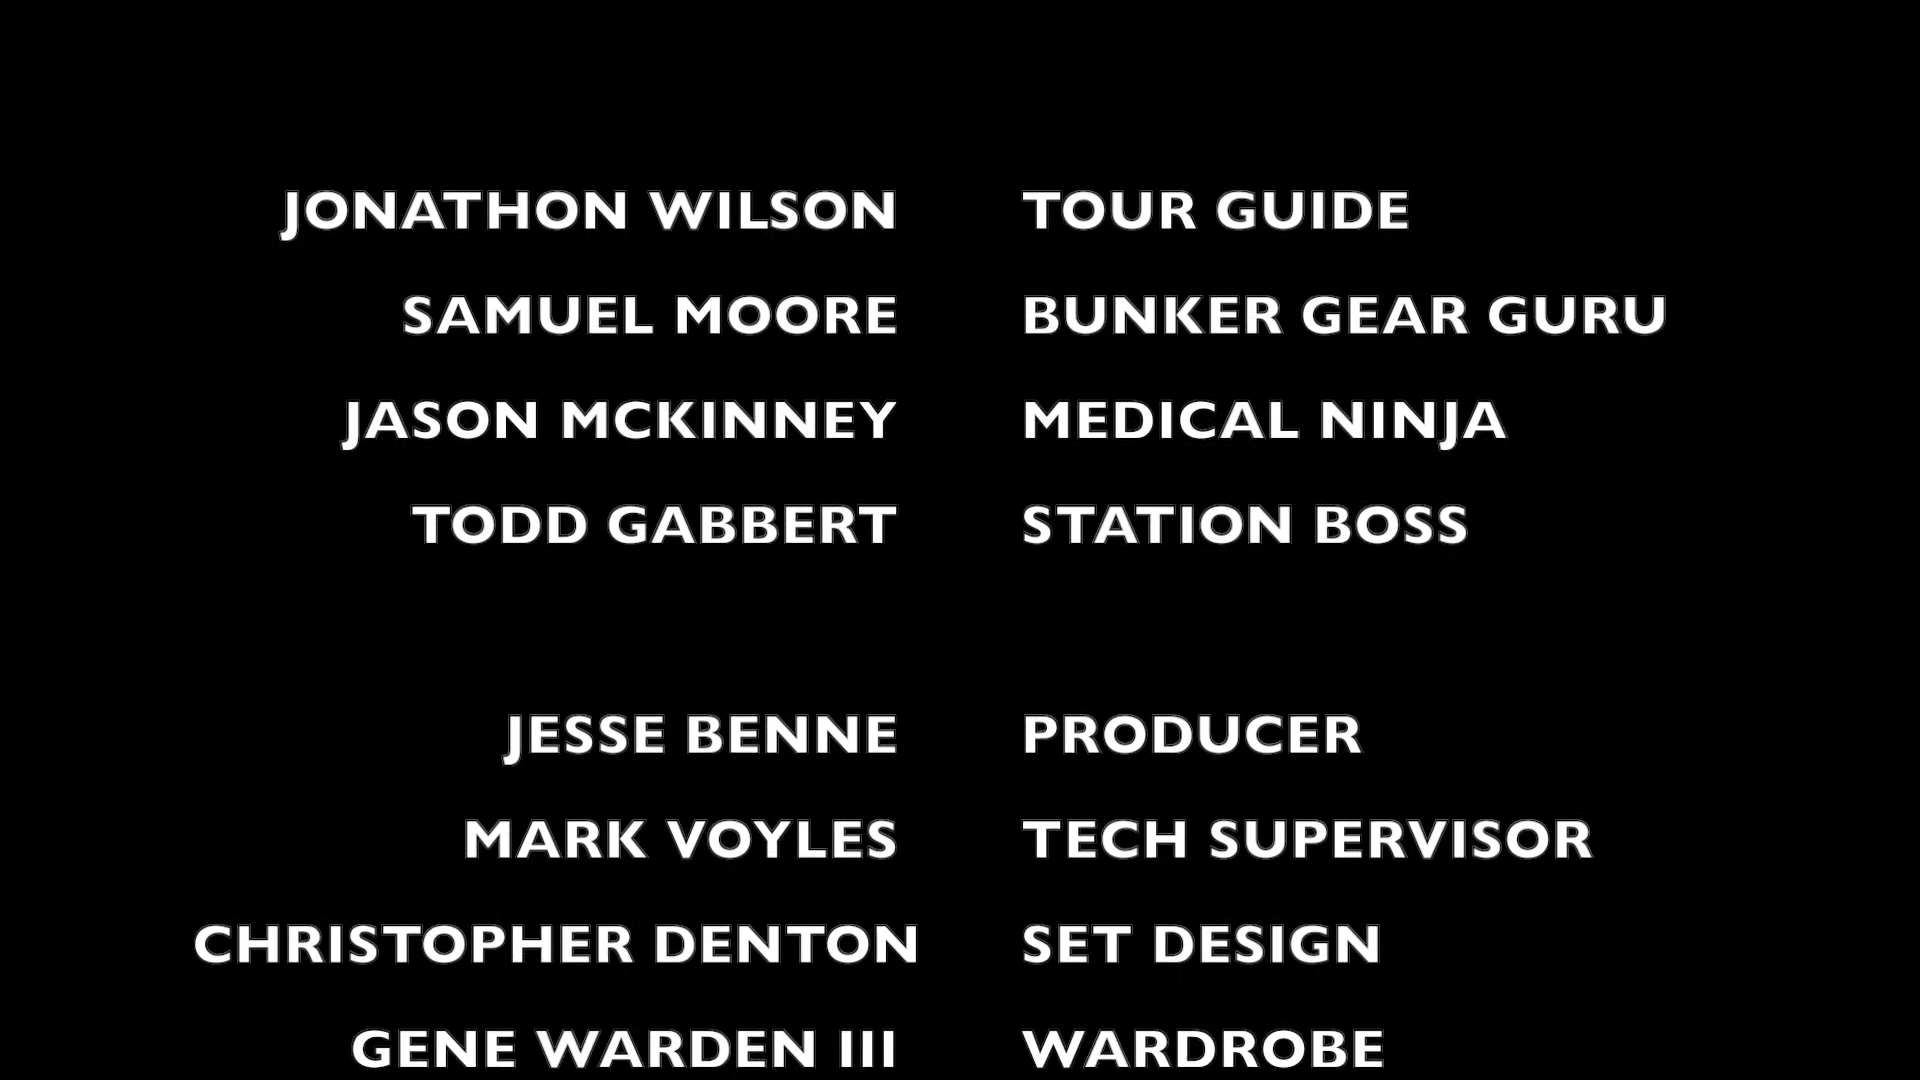 JONATHON WILSON TOUR GUIDE
SAMUEL MOORE BUNKER GEAR GURU
JASON MCKINNEY MEDICAL NINJA
TODD GABBERT STATION BOSS
JESSE BENNE PRODUCER
MARK VOYLES TECH SUPERVISOR
CHRISTOPHER DENTON SET DESIGN
GENE WARDEN III WARDROBE